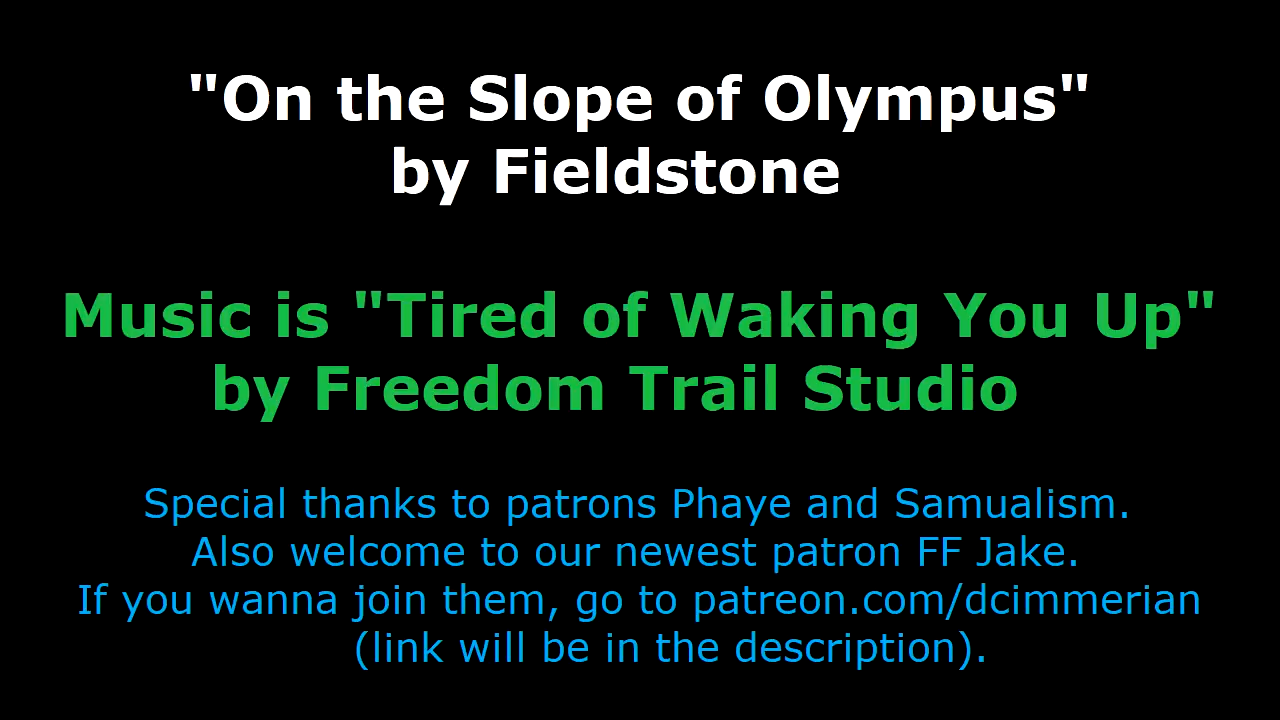 "On the Slope of Olympus"
by Fieldstone
Music is "Tired of Waking You Up"
by Freedom Trail Studio
Special thanks to patrons Phaye and Samualism.
Also welcome to our newest patron FF Jake.
If you wanna join them, go to patreon.com/dcimmerian
(link will be in the description).